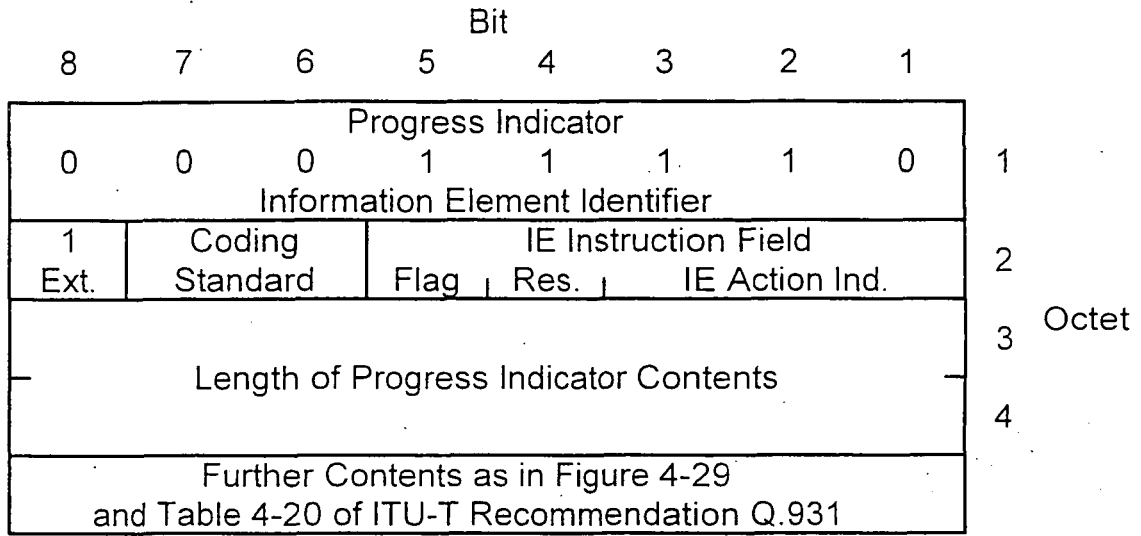 Bit
8 7 6 5 4 3 2 1
Progress Indicator
0 0 0 1 1 1 1 0 1
Information Element Identifier
1 Coding IE Instruction Field 2
Ext. Standard Flag Res. IE Action Ind.
3 Octet
Length of Progress Indicator Contents
4
Further Contents as in Figure 4-29
and Table 4-20 of ITU-T Recommendation Q.931